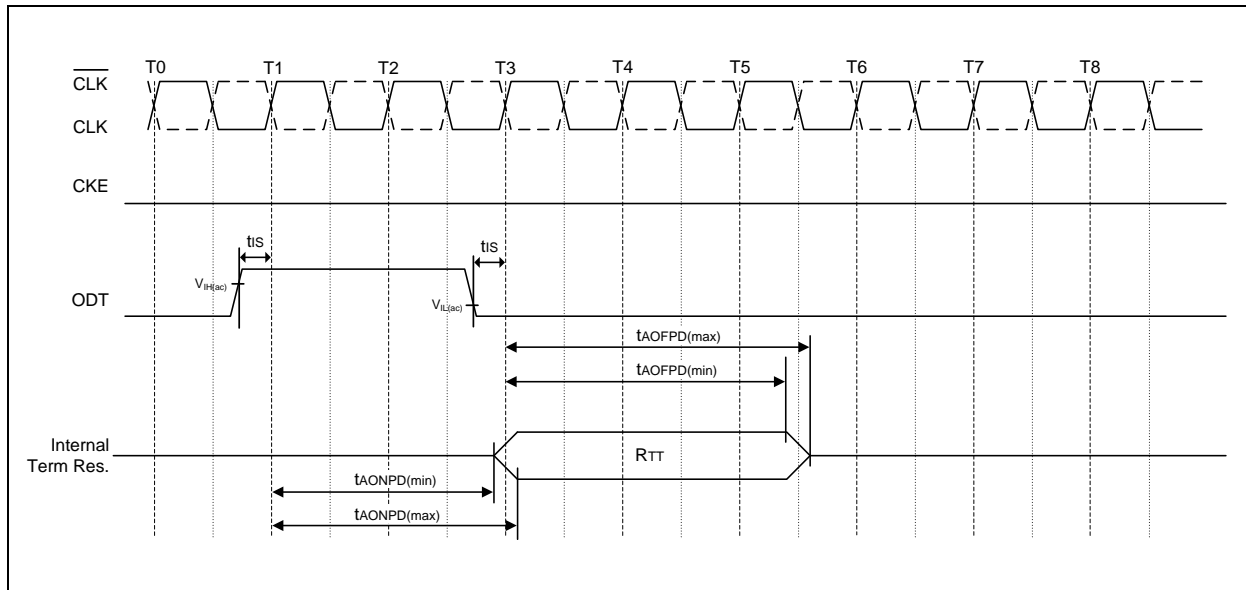 T0 T1 T2 T3 T4 T5 T6 T7 T8
CLK
CLK
CKE
tIS tIS
VIH(ac)
ODT
VIL(ac)
tAOFPD(max)
tAOFPD(min)
Internal
Term Res.
RTT
tAONPD(min)
tAONPD(max)